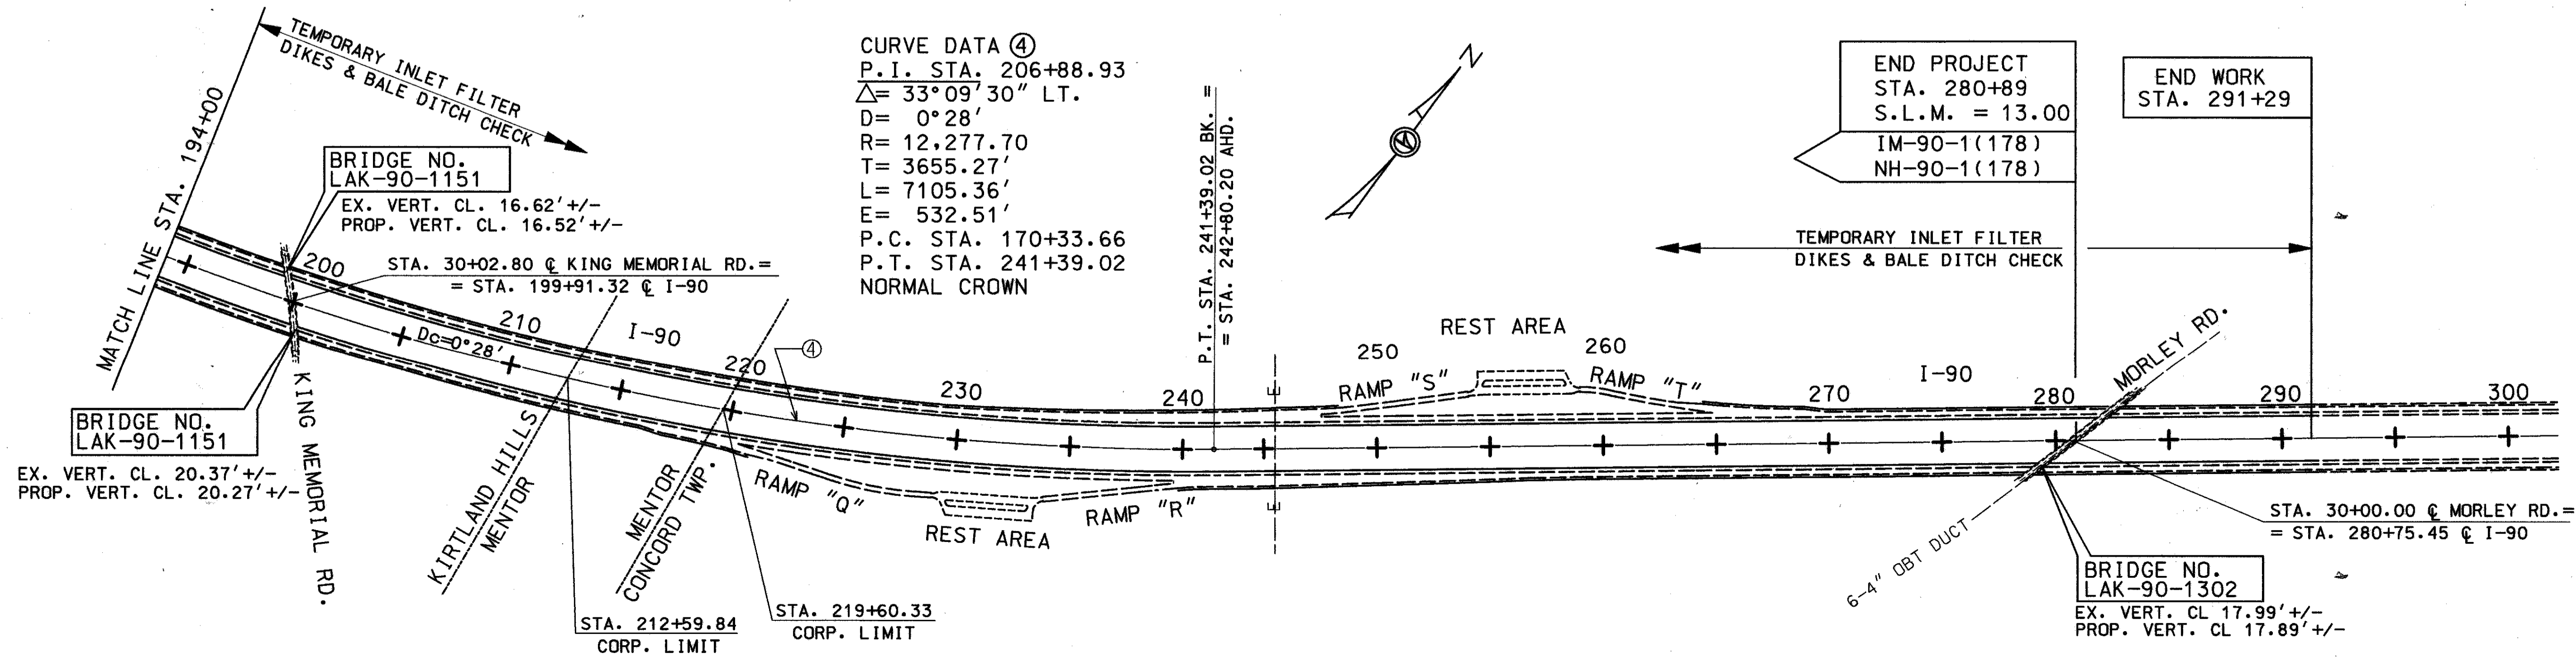 TEMPORARY INLET FILTER
DIKES & BALE DITCH CHECK
MATCH LINE STA. 194+00
BRIDGE NO.
LAK-90-1151
EX. VERT. CL. 16.62'+/-
PROP. VERT. CL. 16.52'+/-
STA. 30+02.80 ℄ KING MEMORIAL RD.=
= STA. 199+91.32 ℄ I-90
BRIDGE NO.
LAK-90-1151
EX. VERT. CL. 20.37'+/-
PROP. VERT. CL. 20.27'+/-
KING MEMORIAL RD.
CURVE DATA ④
P.I. STA. 206+88.93
△= 33°09'30" LT.
D= 0°28'
R= 12,277.70
T= 3655.27'
L= 7105.36'
E= 532.51'
P.C. STA. 170+33.66
P.T. STA. 241+39.02
NORMAL CROWN
200
210
I-90
220
④
230
240
250
260
270
I-90
280
290
300
Dc=0°28'
KIRTLAND HILLS
MENTOR
MENTOR
CONCORD TWP.
STA. 212+59.84
CORP. LIMIT
STA. 219+60.33
CORP. LIMIT
RAMP "Q"
REST AREA
RAMP "R"
P.T. STA. 241+39.02 BK. =
= STA. 242+80.20 AHD.
N
RAMP "S"
REST AREA
RAMP "T"
END PROJECT
STA. 280+89
S.L.M. = 13.00
IM-90-1(178)
NH-90-1(178)
END WORK
STA. 291+29
TEMPORARY INLET FILTER
DIKES & BALE DITCH CHECK
MORLEY RD.
6-4" OBT DUCT
STA. 30+00.00 ℄ MORLEY RD.=
= STA. 280+75.45 ℄ I-90
BRIDGE NO.
LAK-90-1302
EX. VERT. CL 17.99'+/-
PROP. VERT. CL 17.89'+/-